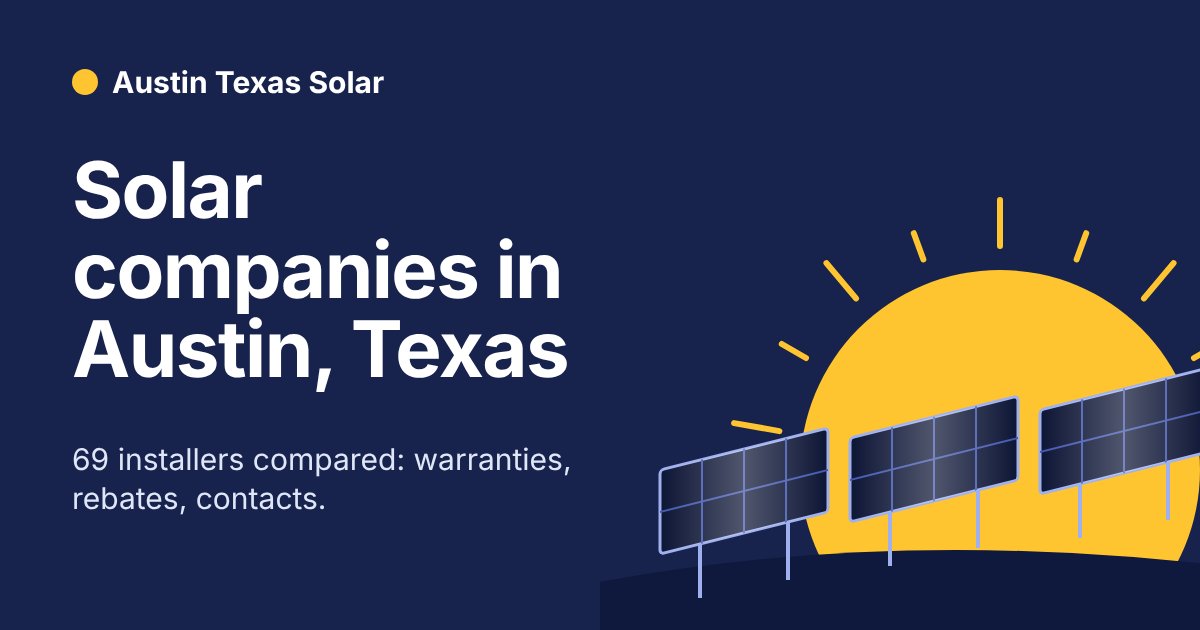 Austin Texas Solar
Solar
companies in
Austin, Texas
69 installers compared: warranties,
rebates, contacts.